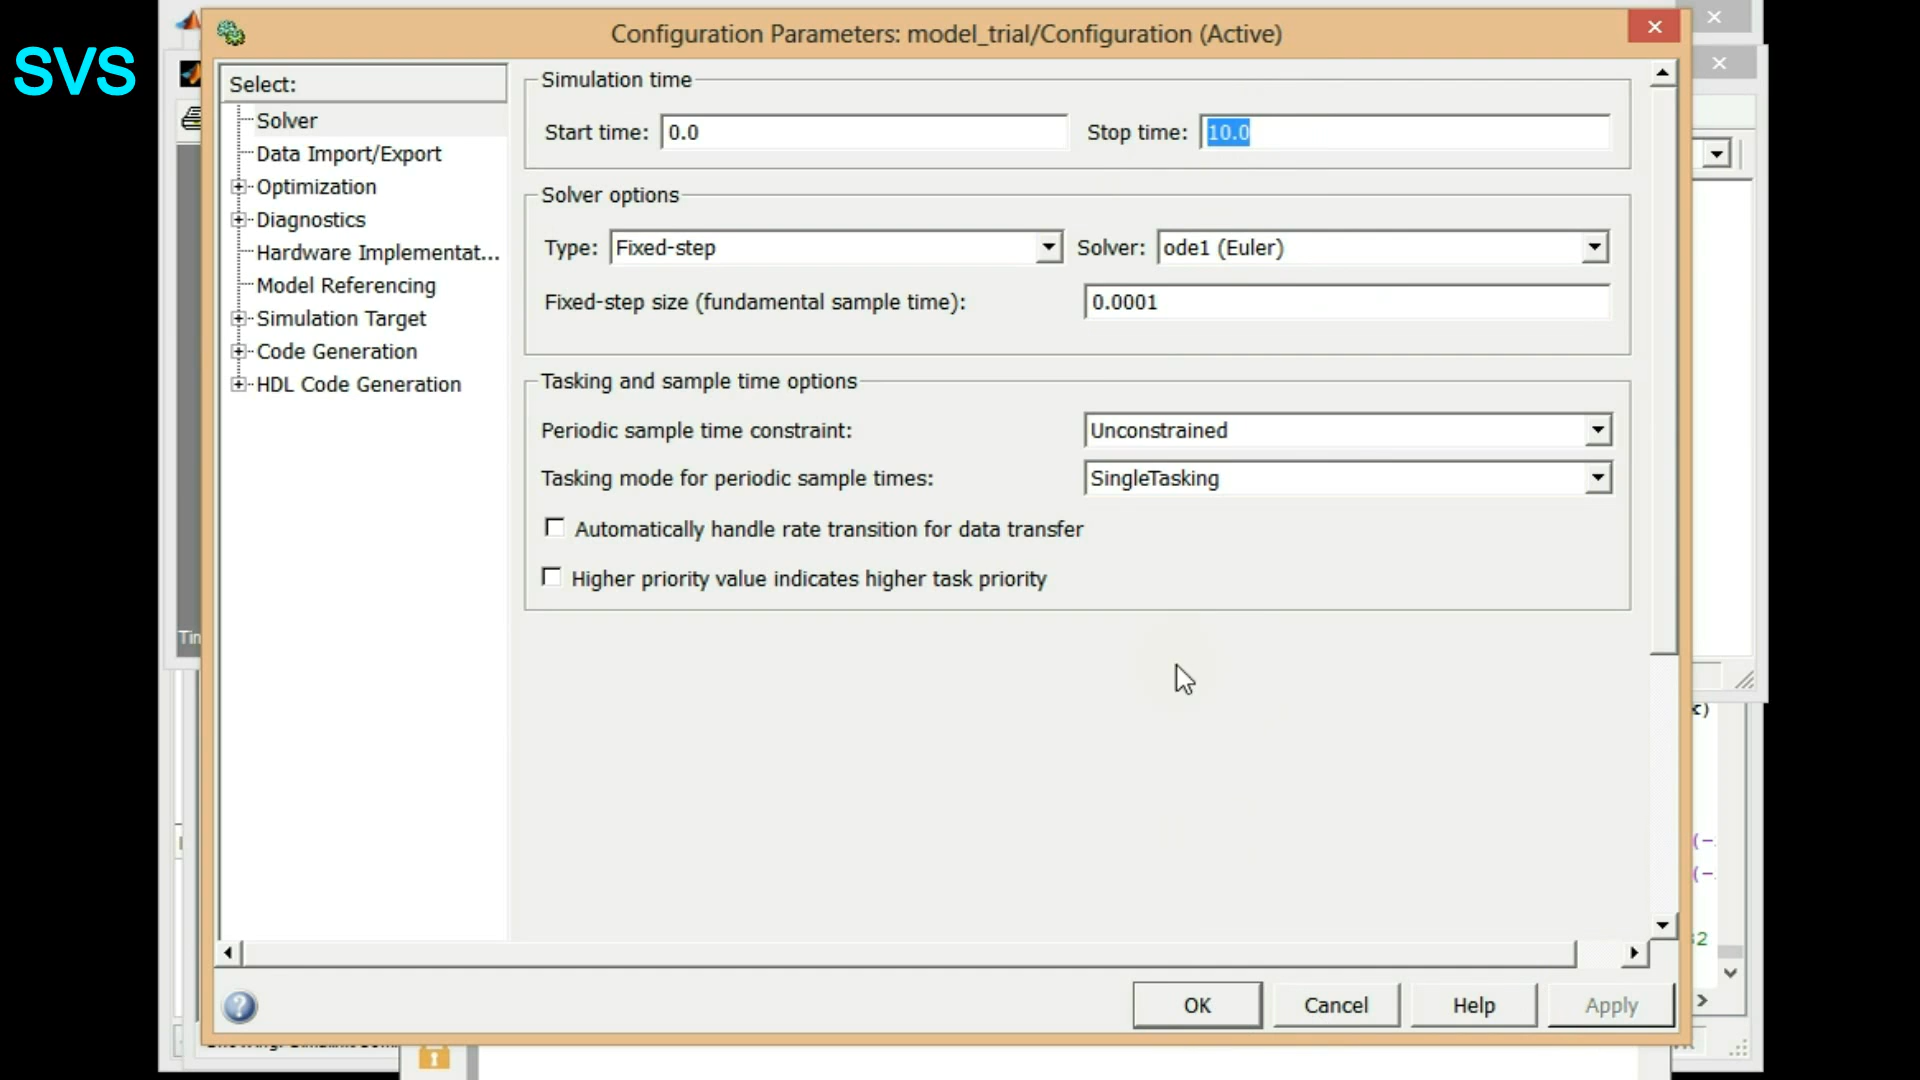 Configuration Parameters: model_trial/Configuration (Active)
SVS
Select:
Solver
Data Import/Export
Optimization
Diagnostics
Hardware Implementat...
Model Referencing
Simulation Target
Code Generation
HDL Code Generation
Simulation time
Start time: 0.0 Stop time: 10.0
Solver options
Type: Fixed-step Solver: ode1 (Euler)
Fixed-step size (fundamental sample time): 0.0001
Tasking and sample time options
Periodic sample time constraint: Unconstrained
Tasking mode for periodic sample times: SingleTasking
Automatically handle rate transition for data transfer
Higher priority value indicates higher task priority
OK Cancel Help Apply